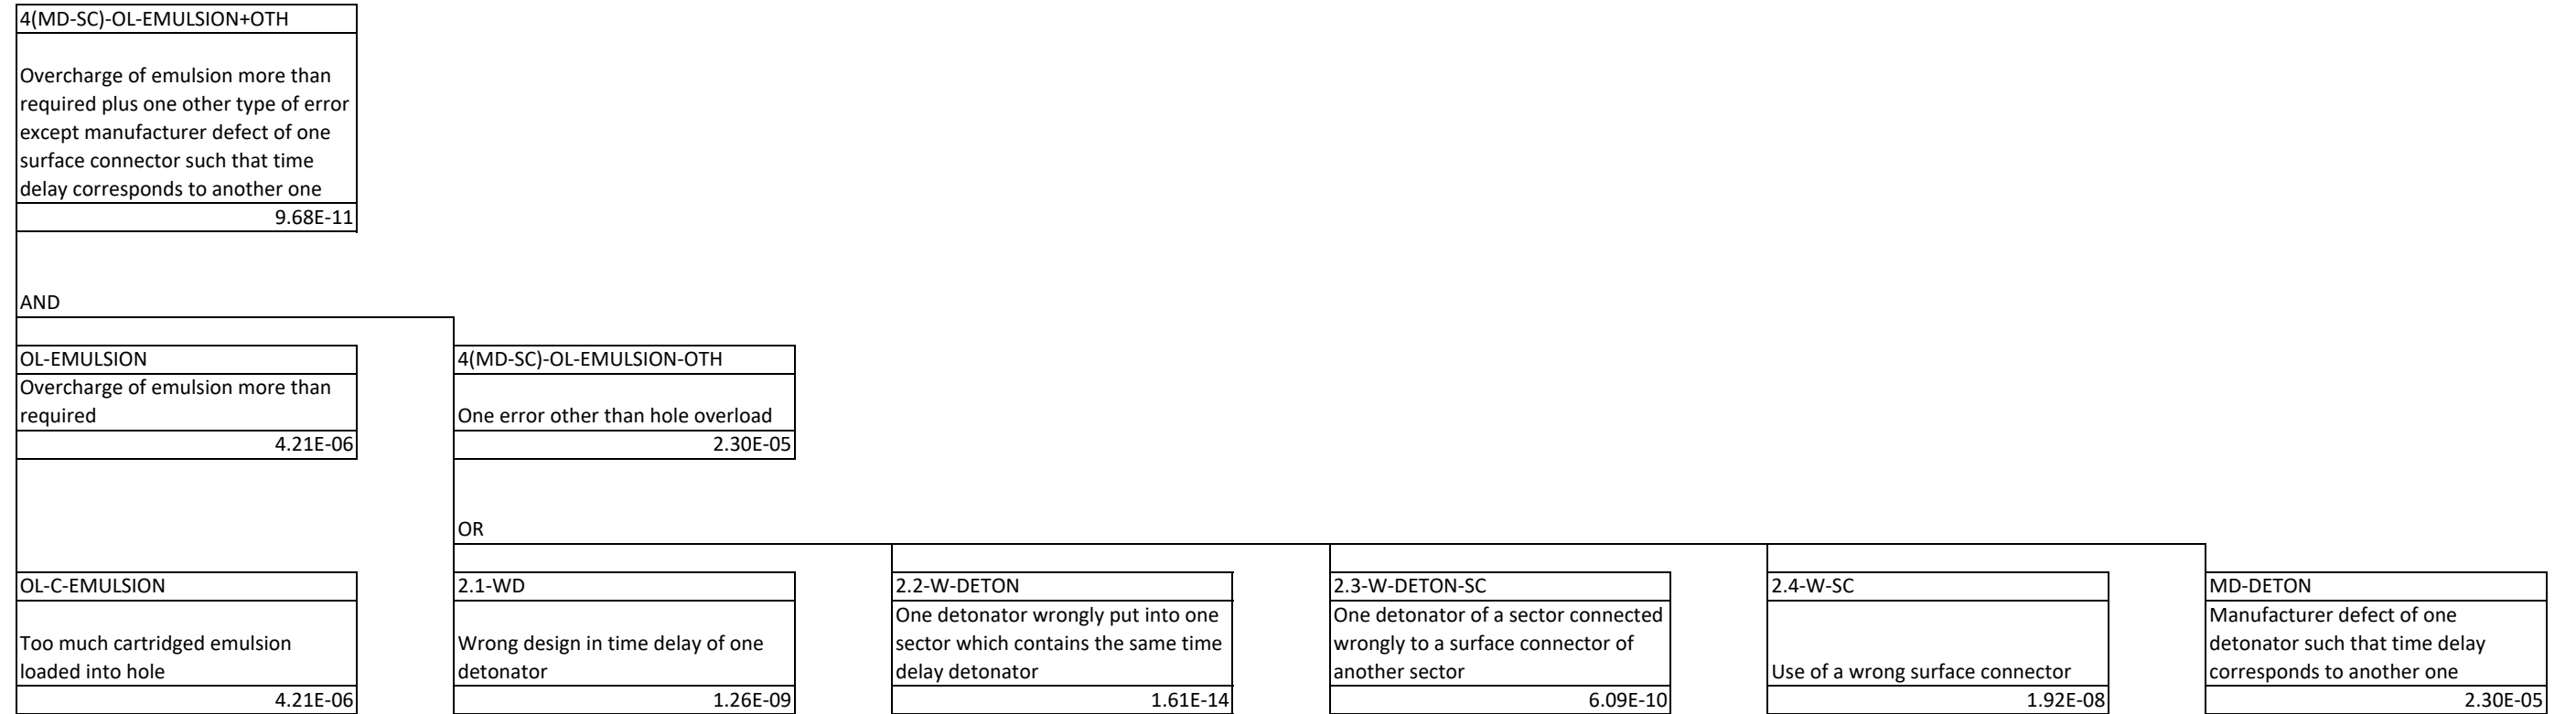 4(MD-SC)-OL-EMULSION+OTH
Overcharge of emulsion more than
required plus one other type of error
except manufacturer defect of one
surface connector such that time
delay corresponds to another one
9.68E-11
AND
OL-EMULSION
Overcharge of emulsion more than
required
4.21E-06
4(MD-SC)-OL-EMULSION-OTH
One error other than hole overload
2.30E-05
OR
OL-C-EMULSION
Too much cartridged emulsion
loaded into hole
4.21E-06
2.1-WD
Wrong design in time delay of one
detonator
1.26E-09
2.2-W-DETON
One detonator wrongly put into one
sector which contains the same time
delay detonator
1.61E-14
2.3-W-DETON-SC
One detonator of a sector connected
wrongly to a surface connector of
another sector
6.09E-10
2.4-W-SC
Use of a wrong surface connector
1.92E-08
MD-DETON
Manufacturer defect of one
detonator such that time delay
corresponds to another one
2.30E-05